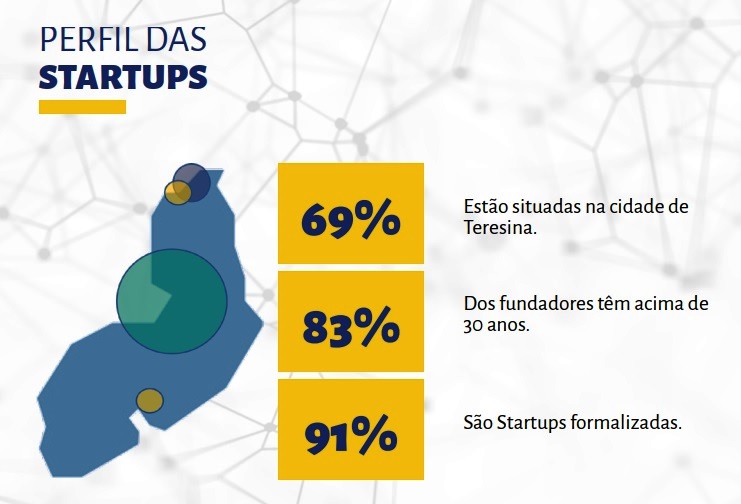 PERFIL DAS
STARTUPS
69%
Estão situadas na cidade de
Teresina.
83%
Dos fundadores têm acima de
30 anos.
91%
São Startups formalizadas.